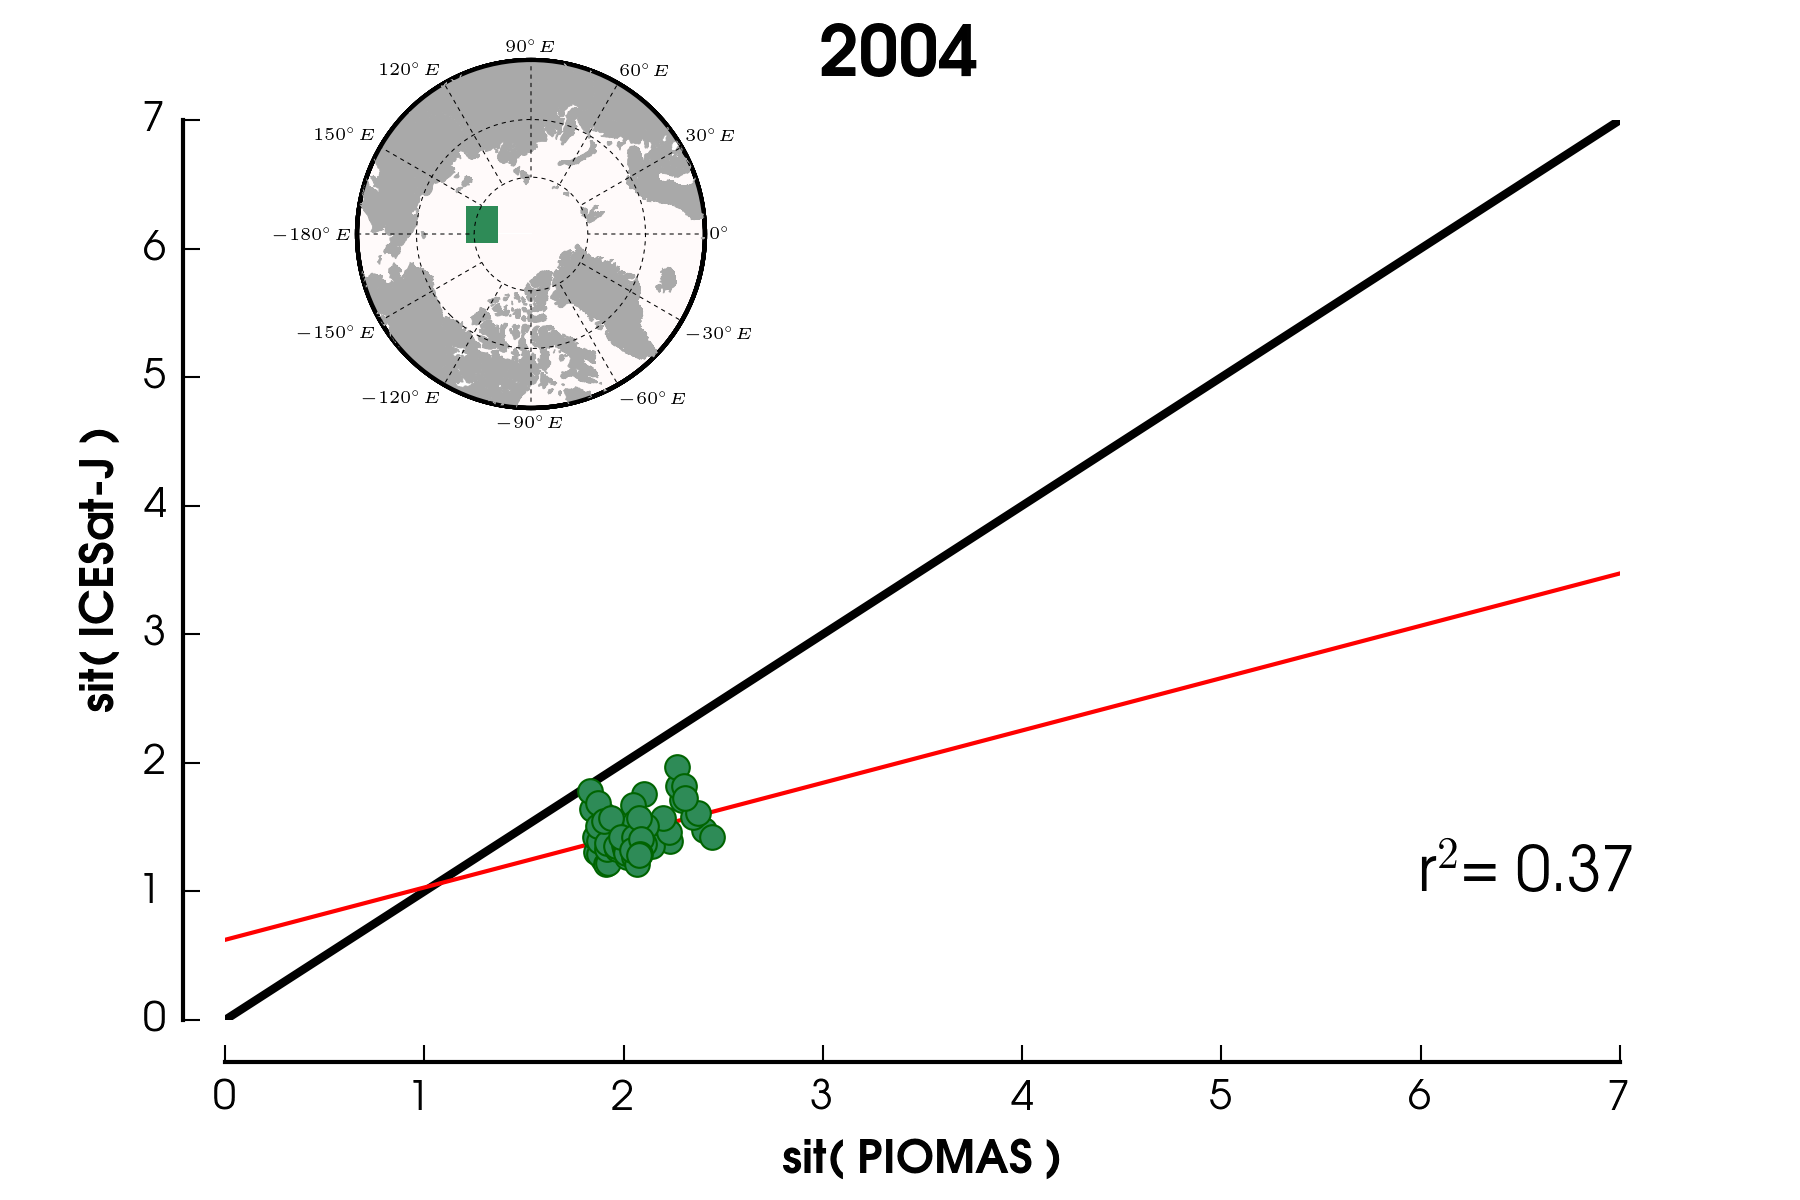 2004
90° E
120° E
60° E
150° E
30° E
−180° E
0°
−150° E
−30° E
−120° E
−60° E
−90° E
7
6
5
4
3
2
1
0
sit( ICESat-J )
r²= 0.37
0 1 2 3 4 5 6 7
sit( PIOMAS )